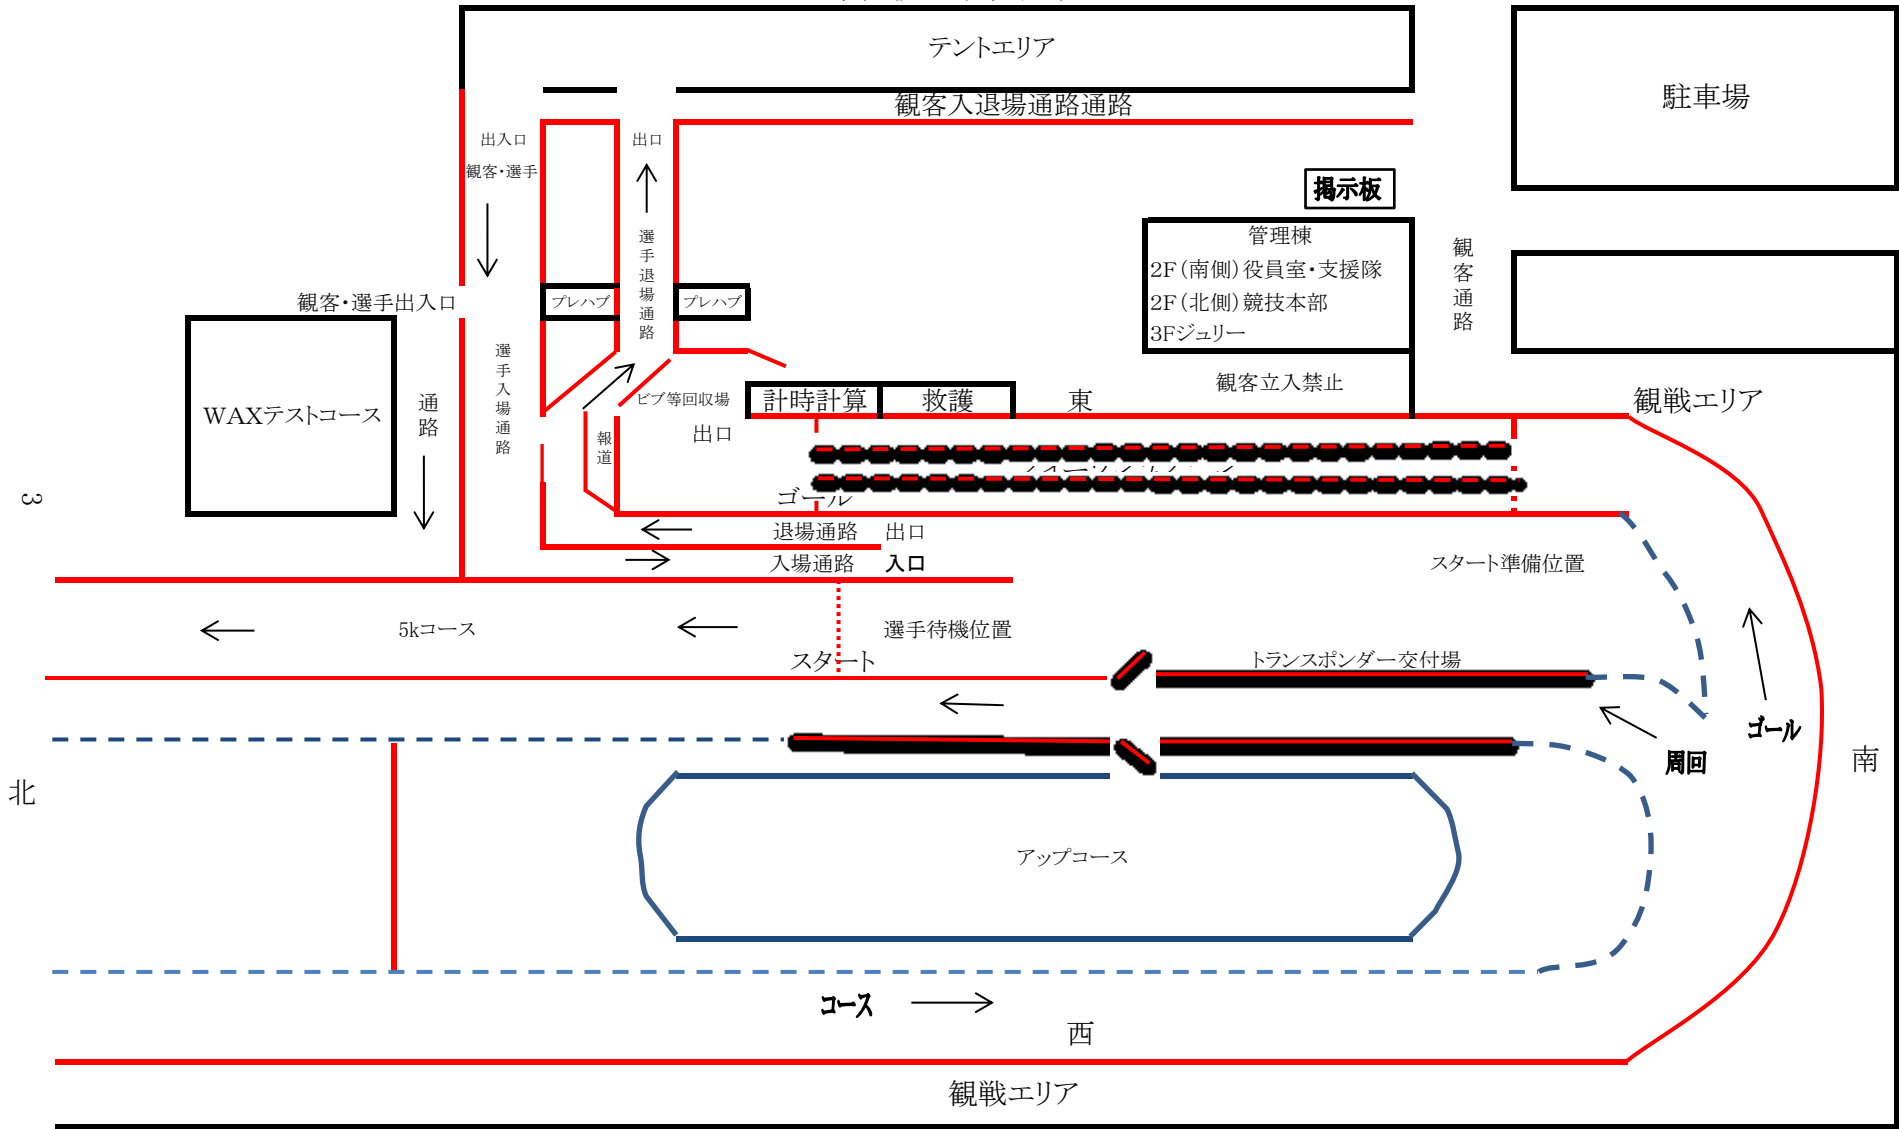 テントエリア
観客入退場通路通路
駐車場
出入口
観客・選手
出口
掲示板
選手退場通路
管理棟
2F(南側)役員室・支援隊
2F(北側)競技本部
3Fジュリー
観客通路
観客・選手出入口
プレハブ
プレハブ
選手入場通路
WAXテストコース
通路
ビブ等回収場
計時計算
救護
東
観客立入禁止
観戦エリア
報道
出口
3
ゴール
退場通路
出口
入場通路
入口
スタート準備位置
5kコース
選手待機位置
スタート
トランスポンダー交付場
ゴール
周回
南
北
アップコース
コース
西
観戦エリア